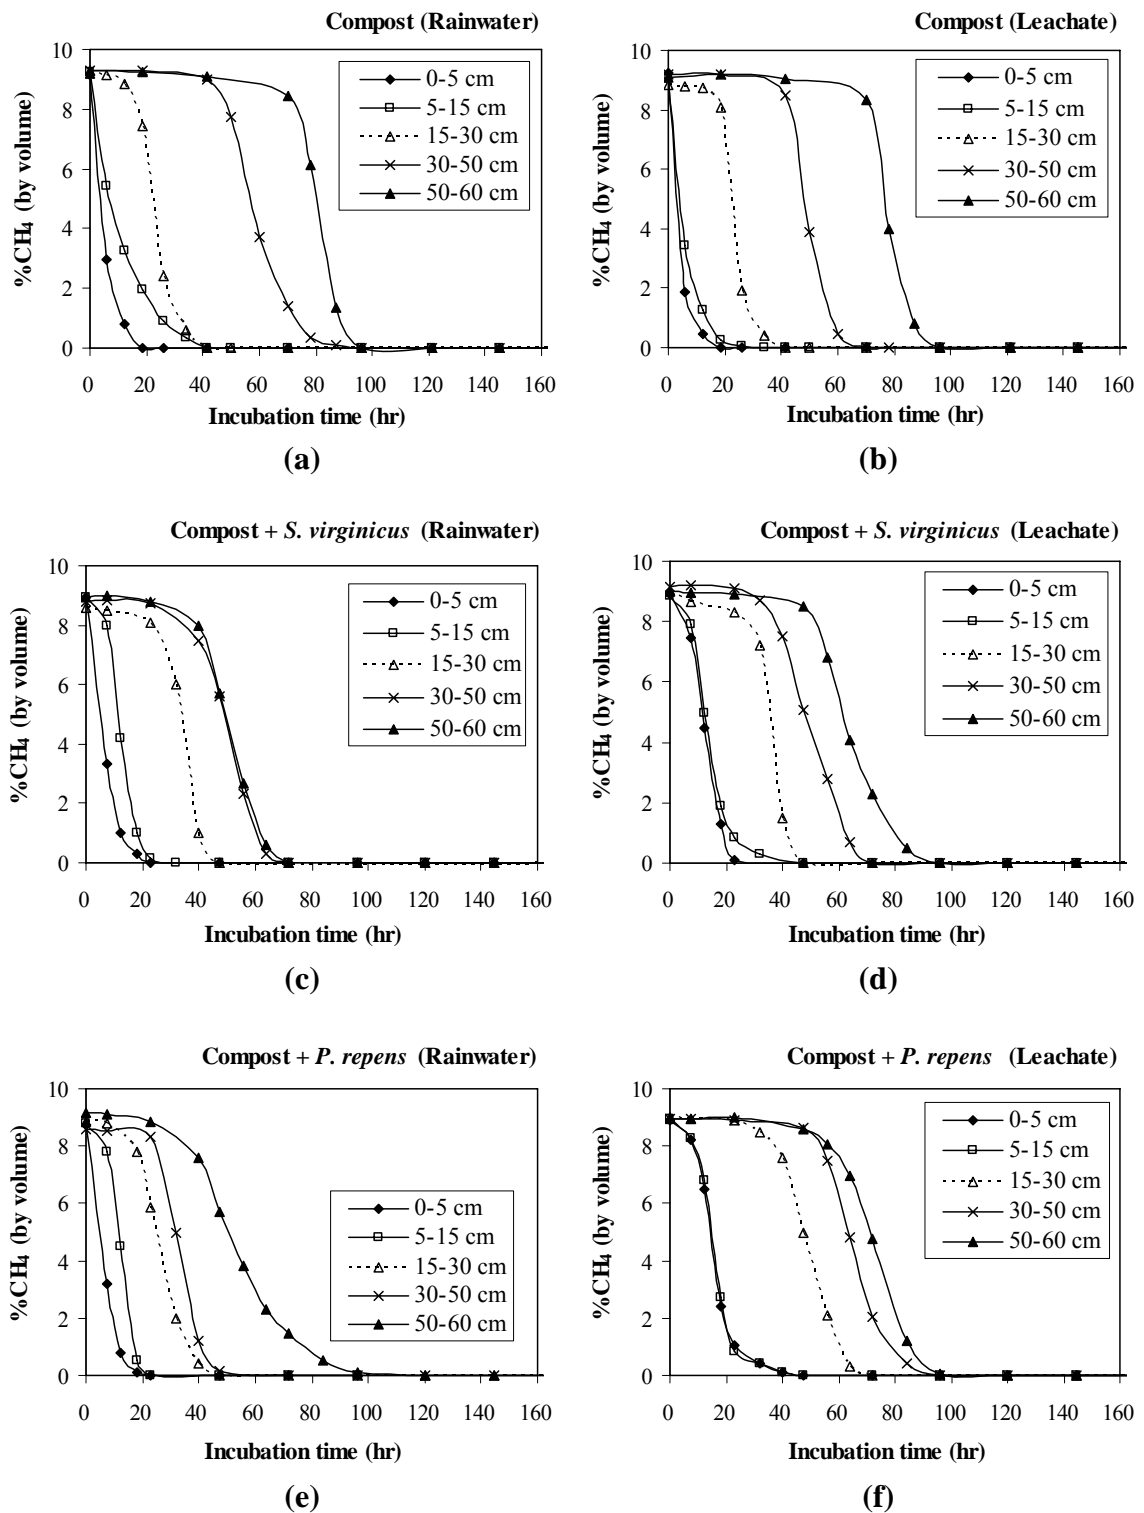 Compost (Rainwater)
%CH4 (by volume)
10
8
6
4
2
0
0-5 cm
5-15 cm
15-30 cm
30-50 cm
50-60 cm
0 20 40 60 80 100 120 140 160
Incubation time (hr)
(a)
Compost (Leachate)
%CH4 (by volume)
10
8
6
4
2
0
0-5 cm
5-15 cm
15-30 cm
30-50 cm
50-60 cm
0 20 40 60 80 100 120 140 160
Incubation time (hr)
(b)
Compost + S. virginicus (Rainwater)
%CH4 (by volume)
10
8
6
4
2
0
0-5 cm
5-15 cm
15-30 cm
30-50 cm
50-60 cm
0 20 40 60 80 100 120 140 160
Incubation time (hr)
(c)
Compost + S. virginicus (Leachate)
%CH4 (by volume)
10
8
6
4
2
0
0-5 cm
5-15 cm
15-30 cm
30-50 cm
50-60 cm
0 20 40 60 80 100 120 140 160
Incubation time (hr)
(d)
Compost + P. repens (Rainwater)
%CH4 (by volume)
10
8
6
4
2
0
0-5 cm
5-15 cm
15-30 cm
30-50 cm
50-60 cm
0 20 40 60 80 100 120 140 160
Incubation time (hr)
(e)
Compost + P. repens (Leachate)
%CH4 (by volume)
10
8
6
4
2
0
0-5 cm
5-15 cm
15-30 cm
30-50 cm
50-60 cm
0 20 40 60 80 100 120 140 160
Incubation time (hr)
(f)